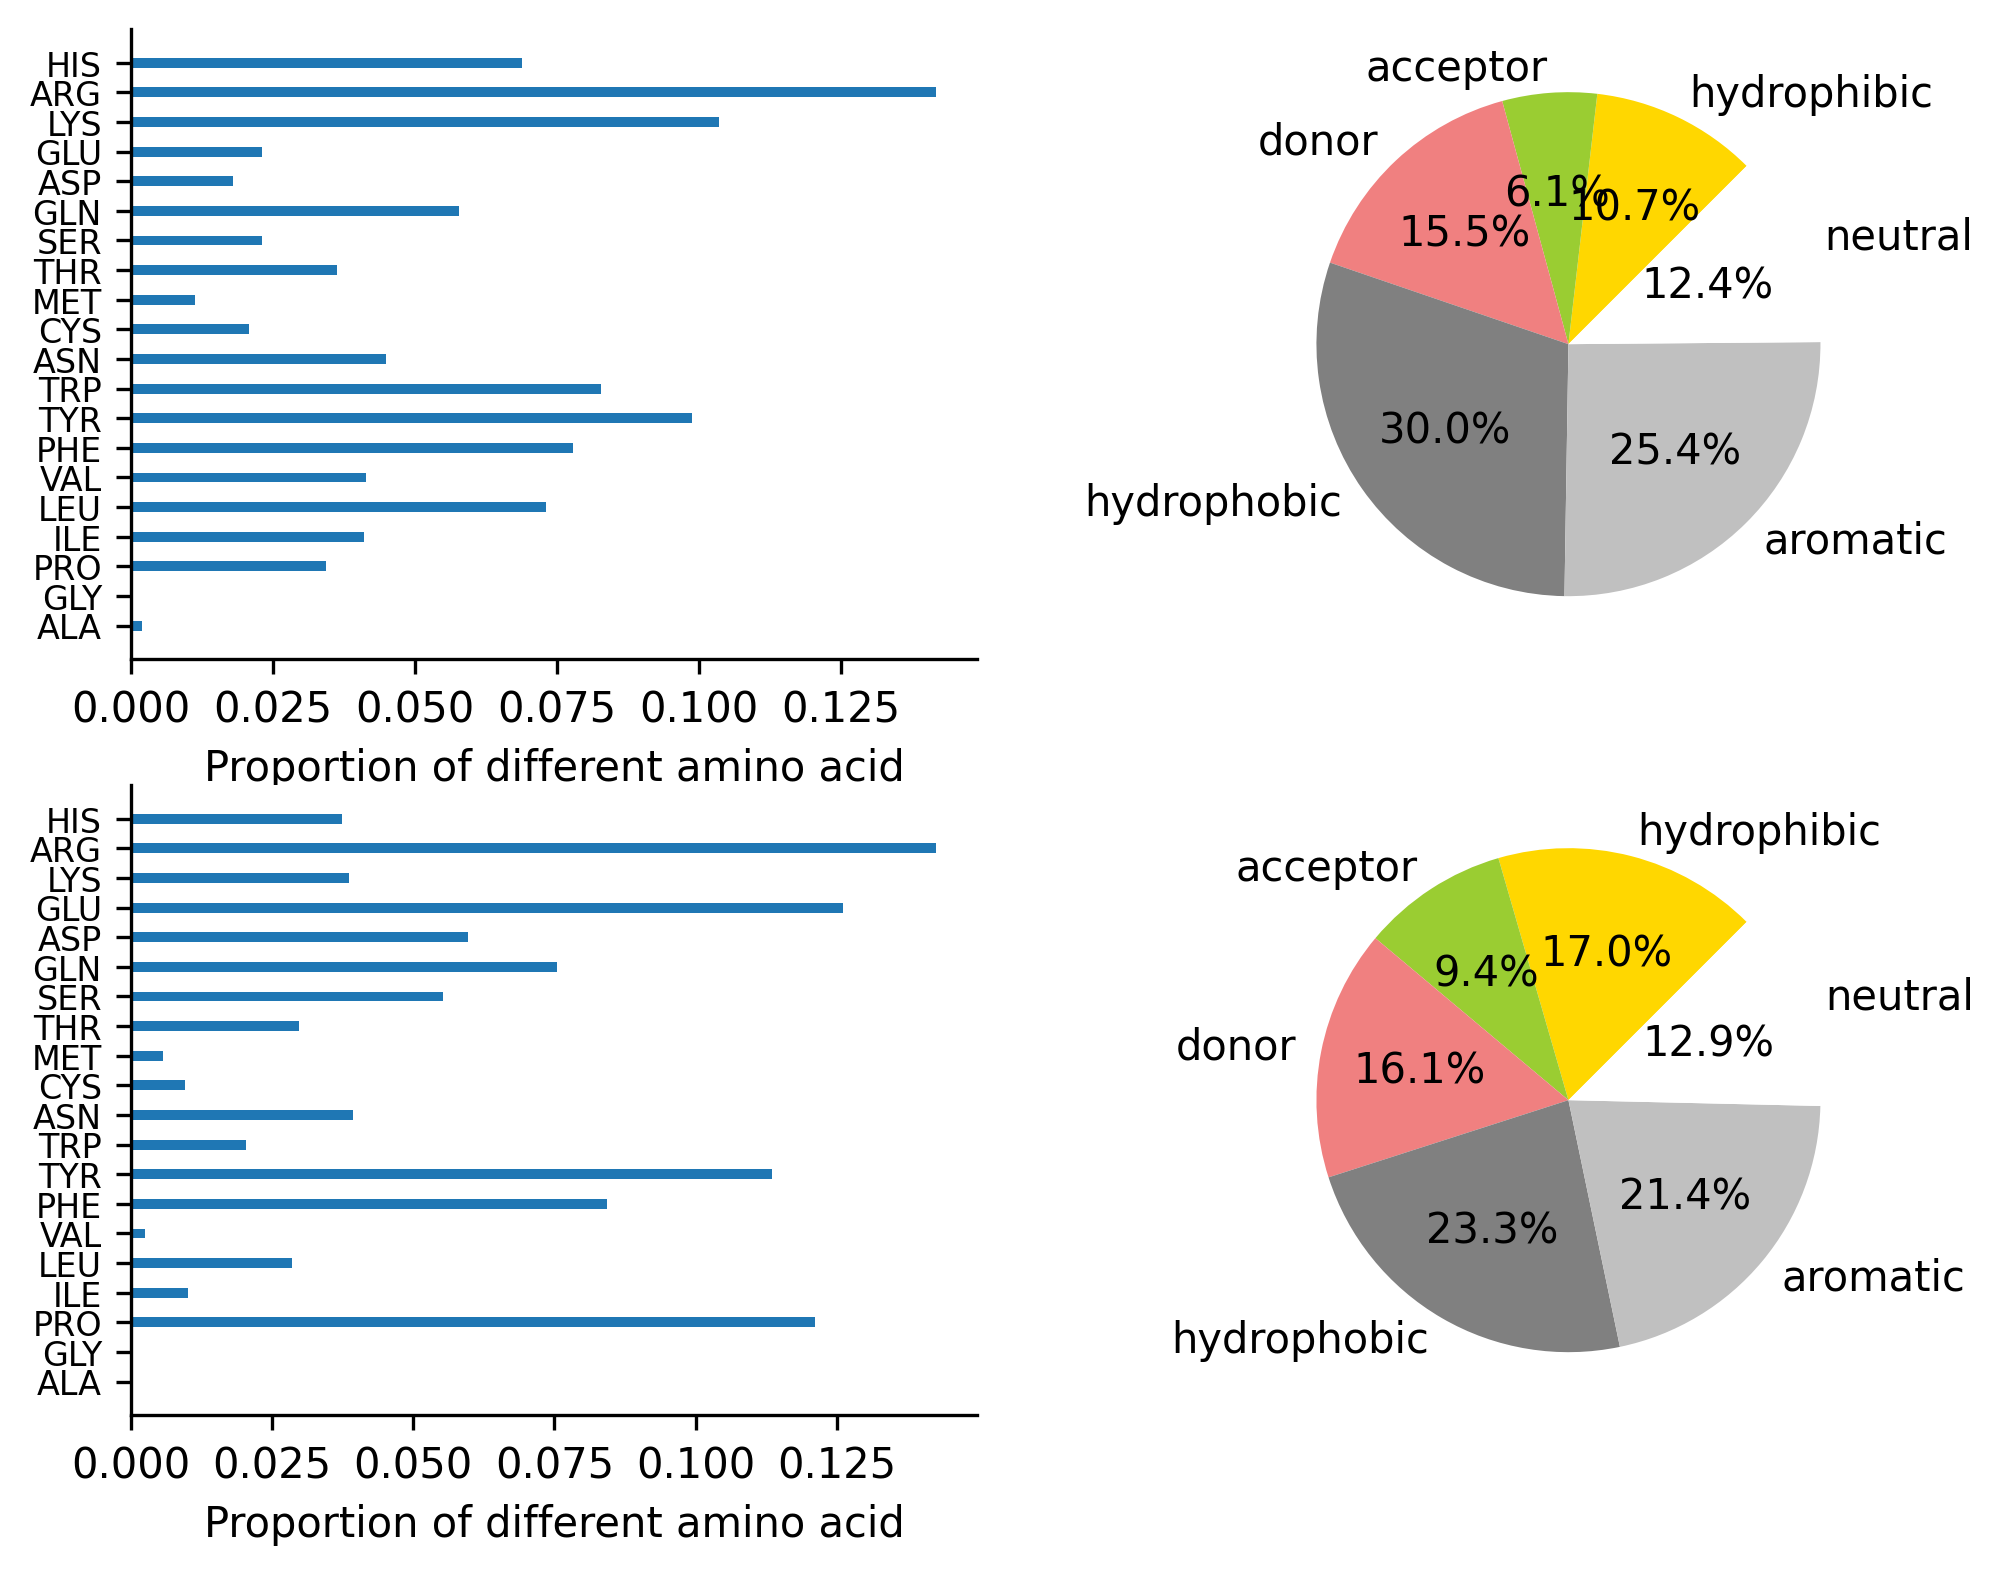 HIS
ARG
LYS
GLU
ASP
GLN
SER
THR
MET
CYS
ASN
TRP
TYR
PHE
VAL
LEU
ILE
PRO
GLY
ALA
0.000 0.025 0.050 0.075 0.100 0.125
Proportion of different amino acid
acceptor
hydrophibic
donor
6.1%
10.7%
15.5%
neutral
12.4%
30.0%
25.4%
hydrophobic
aromatic
HIS
ARG
LYS
GLU
ASP
GLN
SER
THR
MET
CYS
ASN
TRP
TYR
PHE
VAL
LEU
ILE
PRO
GLY
ALA
0.000 0.025 0.050 0.075 0.100 0.125
Proportion of different amino acid
hydrophibic
acceptor
17.0%
9.4%
neutral
donor
12.9%
16.1%
21.4%
23.3%
aromatic
hydrophobic